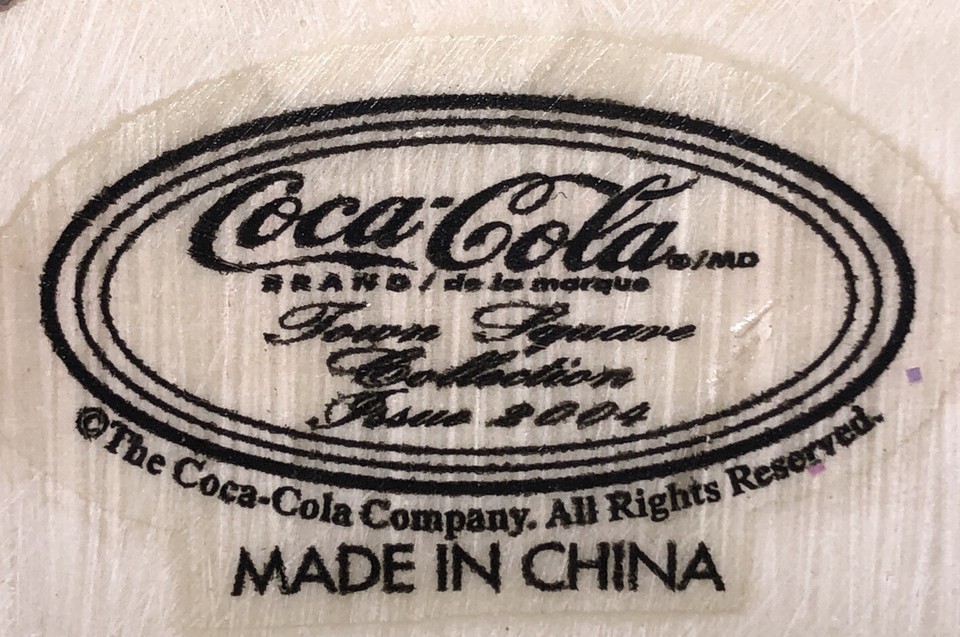 Coca-Cola ®/MD
BRAND / de la marque
Town Square
Collection
Issue 2004
©The Coca-Cola Company. All Rights Reserved.
MADE IN CHINA